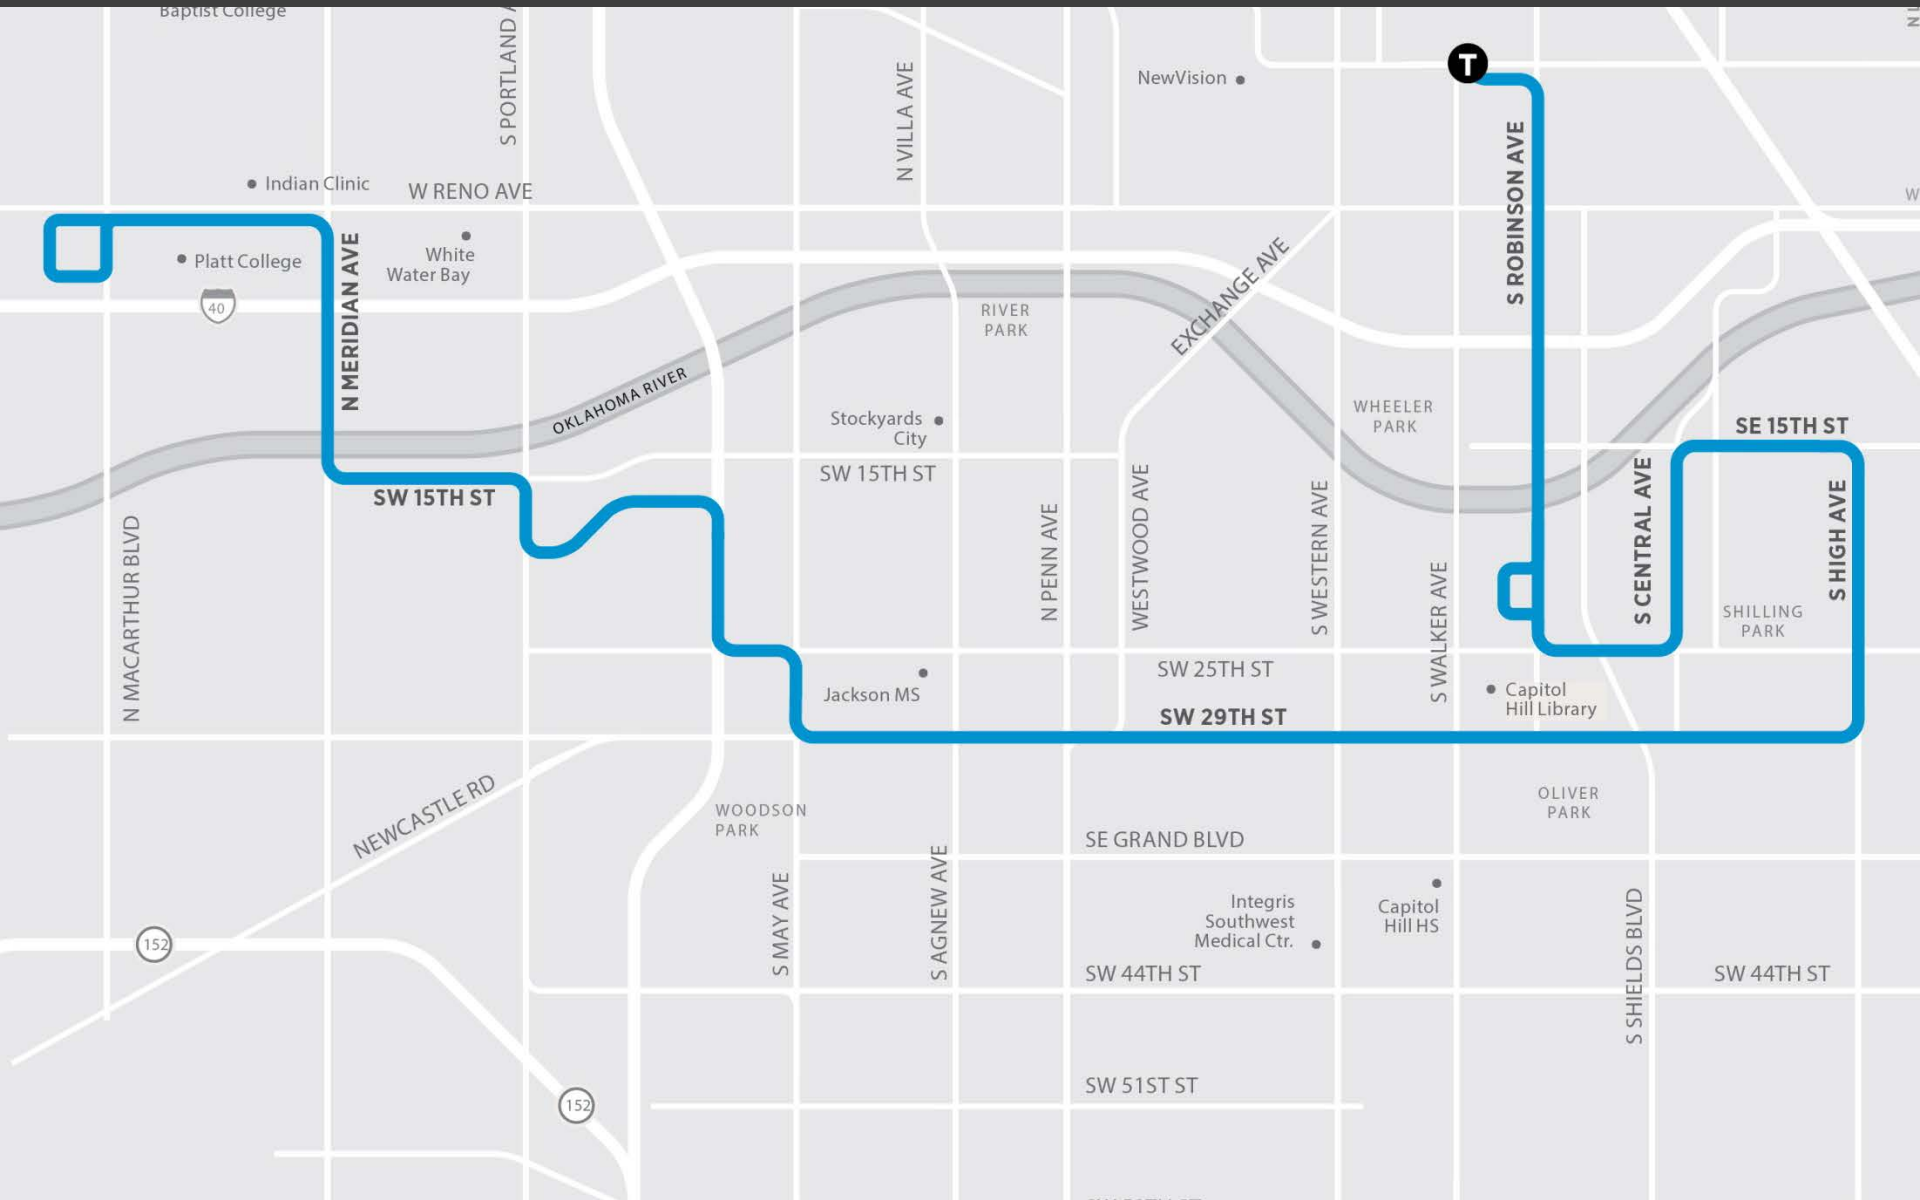 Baptist College
S PORTLAND
N VILLA AVE
NewVision
T
S ROBINSON AVE
Indian Clinic
W RENO AVE
Platt College
White
Water Bay
40
N MERIDIAN AVE
EXCHANGE AVE
RIVER
PARK
OKLAHOMA RIVER
Stockyards
City
WHEELER
PARK
SE 15TH ST
SW 15TH ST
SW 15TH ST
N MACARTHUR BLVD
N PENN AVE
WESTWOOD AVE
S WESTERN AVE
S WALKER AVE
S CENTRAL AVE
S HIGH AVE
SHILLING
PARK
Jackson MS
SW 25TH ST
Capitol
Hill Library
SW 29TH ST
NEWCASTLE RD
WOODSON
PARK
OLIVER
PARK
SE GRAND BLVD
S MAY AVE
S AGNEW AVE
Integris
Southwest
Medical Ctr.
Capitol
Hill HS
S SHIELDS BLVD
152
SW 44TH ST
SW 44TH ST
SW 51ST ST
152